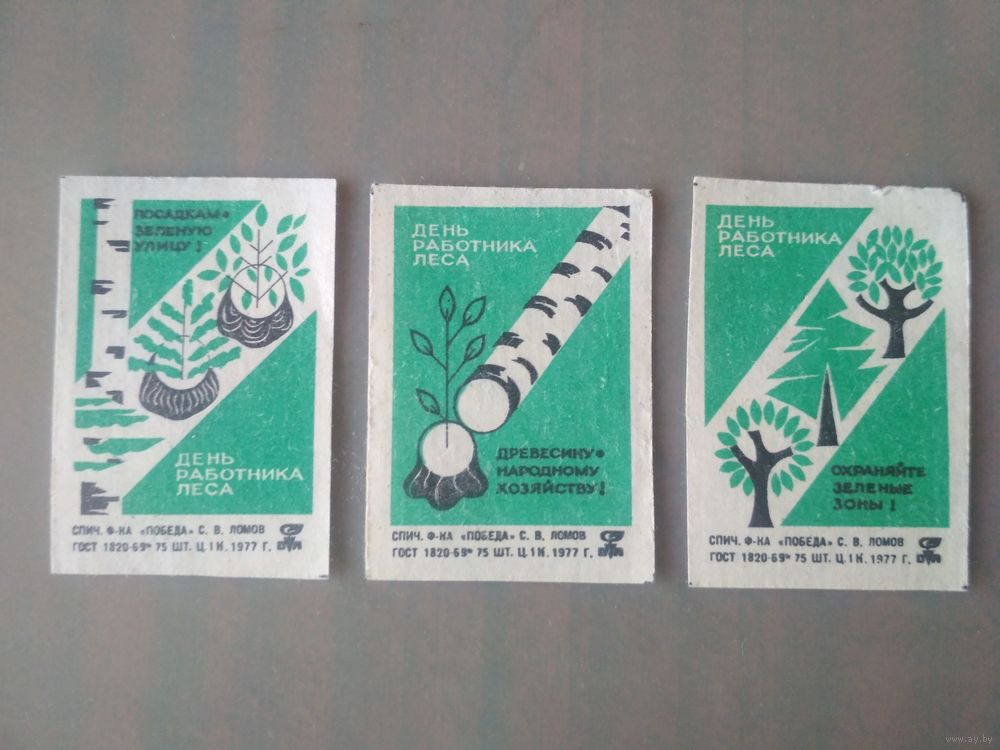 ПОСАДКАМ•
ЗЕЛЕНУЮ
УЛИЦУ!
ДЕНЬ
РАБОТНИКА
ЛЕСА
СПИЧ. Ф-КА «ПОБЕДА» С. В. ЛОМОВ
ГОСТ 1820-69 75 ШТ. Ц. 1 К. 1977 Г.
ДЕНЬ
РАБОТНИКА
ЛЕСА
ДРЕВЕСИНУ•
НАРОДНОМУ
ХОЗЯЙСТВУ!
СПИЧ. Ф-КА «ПОБЕДА» С. В. ЛОМОВ
ГОСТ 1820-69 75 ШТ. Ц. 1 К. 1977 Г.
ДЕНЬ
РАБОТНИКА
ЛЕСА
ОХРАНЯЙТЕ
ЗЕЛЕНЫЕ
ЗОНЫ!
СПИЧ. Ф-КА «ПОБЕДА» С. В. ЛОМОВ
ГОСТ 1820-69 75 ШТ. Ц. 1 К. 1977 Г.
www.ay.by